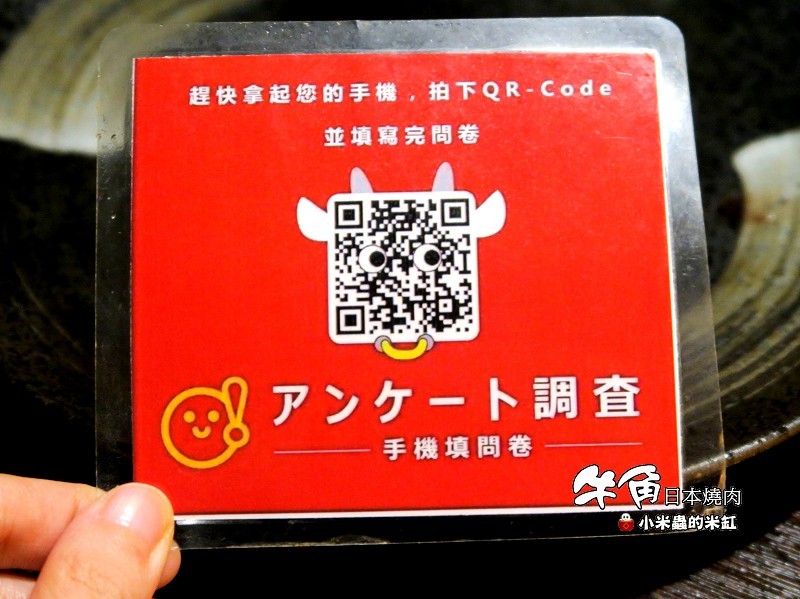 趕快拿起您的手機，拍下QR-Code
並填寫完問卷
アンケート調査
手機填問卷
牛角日本燒肉
小米蟲的米缸